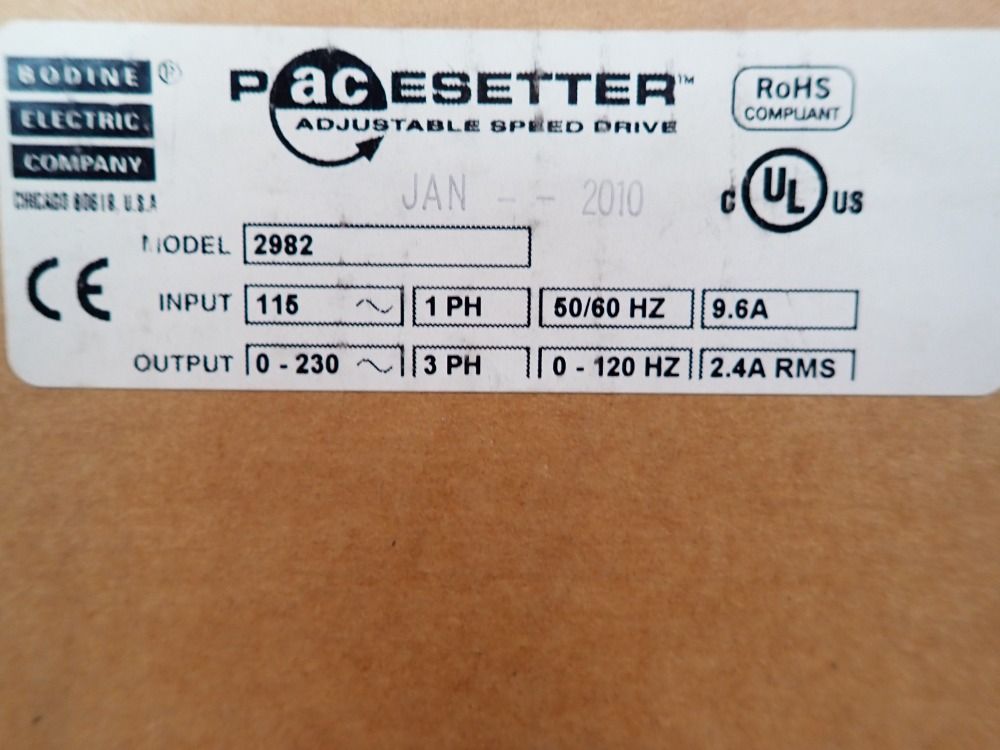 BODINE ®
ELECTRIC
COMPANY
CHICAGO 60618, U.S.A
PacESETTER™
ADJUSTABLE SPEED DRIVE
RoHS
COMPLIANT
JAN -- 2010
C UL US
CE
MODEL 2982
INPUT 115 ~ 1 PH 50/60 HZ 9.6A
OUTPUT 0 - 230 ~ 3 PH 0 - 120 HZ 2.4A RMS